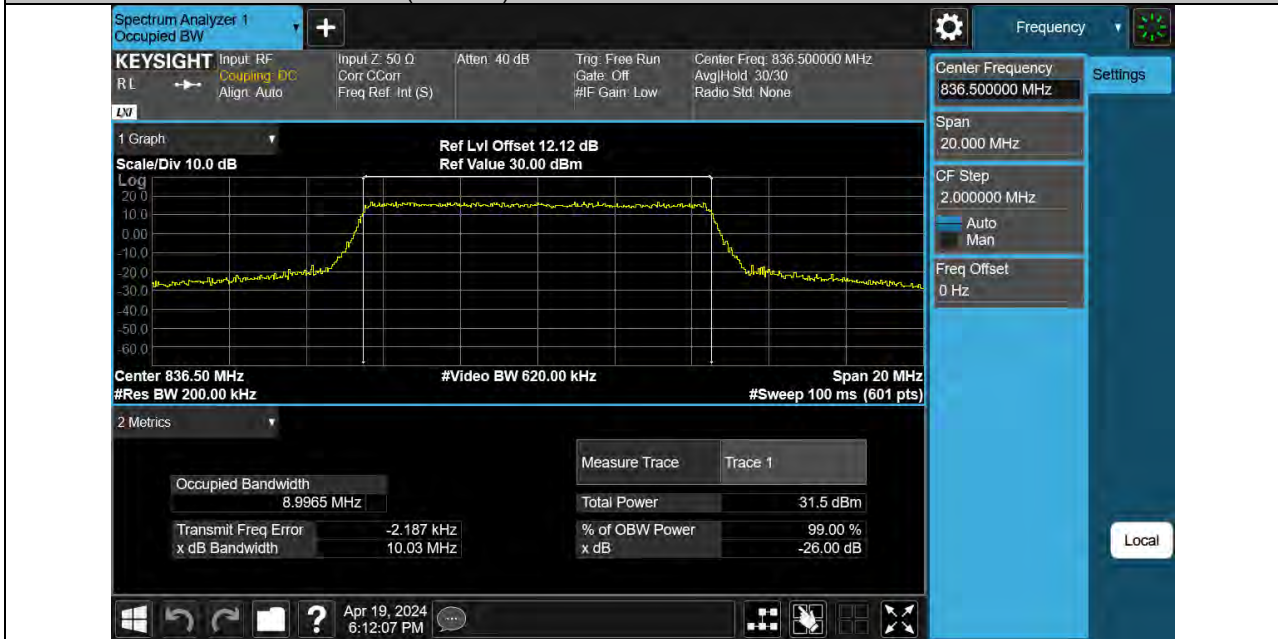 Spectrum Analyzer 1
Occupied BW
Frequency
KEYSIGHT
RL
LXI
Input: RF
Coupling: DC
Align: Auto
Input Z: 50 Ω
Corr CCorr
Freq Ref: Int (S)
Atten: 40 dB
Trig: Free Run
Gate: Off
#IF Gain: Low
Center Freq: 836.500000 MHz
Avg|Hold: 30/30
Radio Std: None
Center Frequency
836.500000 MHz
Settings
Span
20.000 MHz
CF Step
2.000000 MHz
Auto
Man
Freq Offset
0 Hz
1 Graph
Scale/Div 10.0 dB
Ref Lvl Offset 12.12 dB
Ref Value 30.00 dBm
Log
20.0
10.0
0.00
-10.0
-20.0
-30.0
-40.0
-50.0
-60.0
Center 836.50 MHz
#Video BW 620.00 kHz
Span 20 MHz
#Res BW 200.00 kHz
#Sweep 100 ms (601 pts)
2 Metrics
Measure Trace Trace 1
Occupied Bandwidth
8.9965 MHz
Total Power 31.5 dBm
Transmit Freq Error -2.187 kHz
% of OBW Power 99.00 %
x dB Bandwidth 10.03 MHz
x dB -26.00 dB
Local
Apr 19, 2024
6:12:07 PM